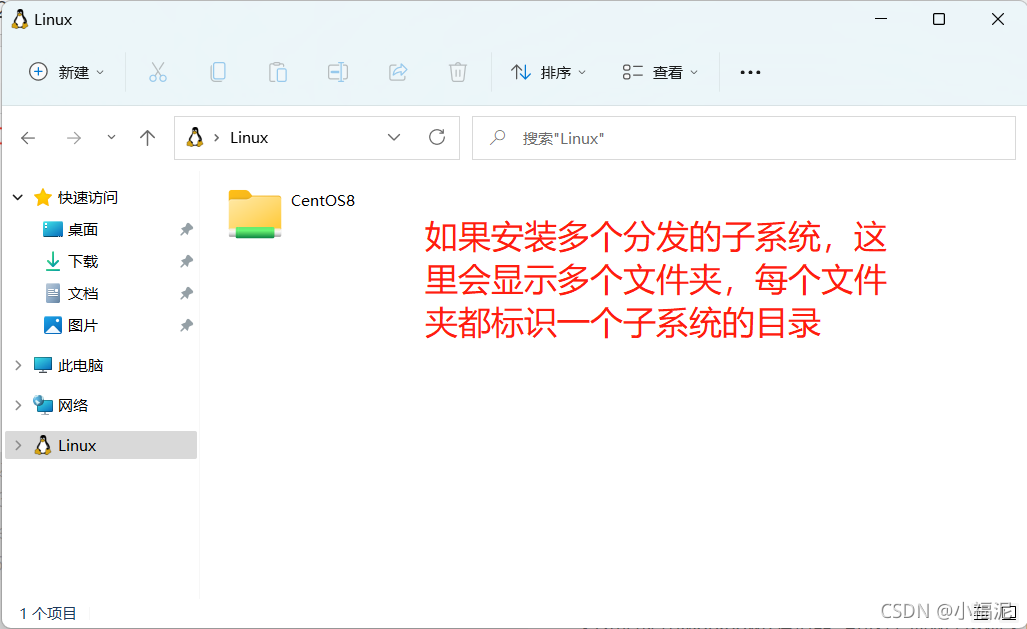 Linux
新建
排序
查看
Linux
搜索"Linux"
快速访问
桌面
下载
文档
图片
此电脑
网络
Linux
CentOS8
如果安装多个分发的子系统，这
里会显示多个文件夹，每个文件
夹都标识一个子系统的目录
1 个项目
CSDN @小辐泥